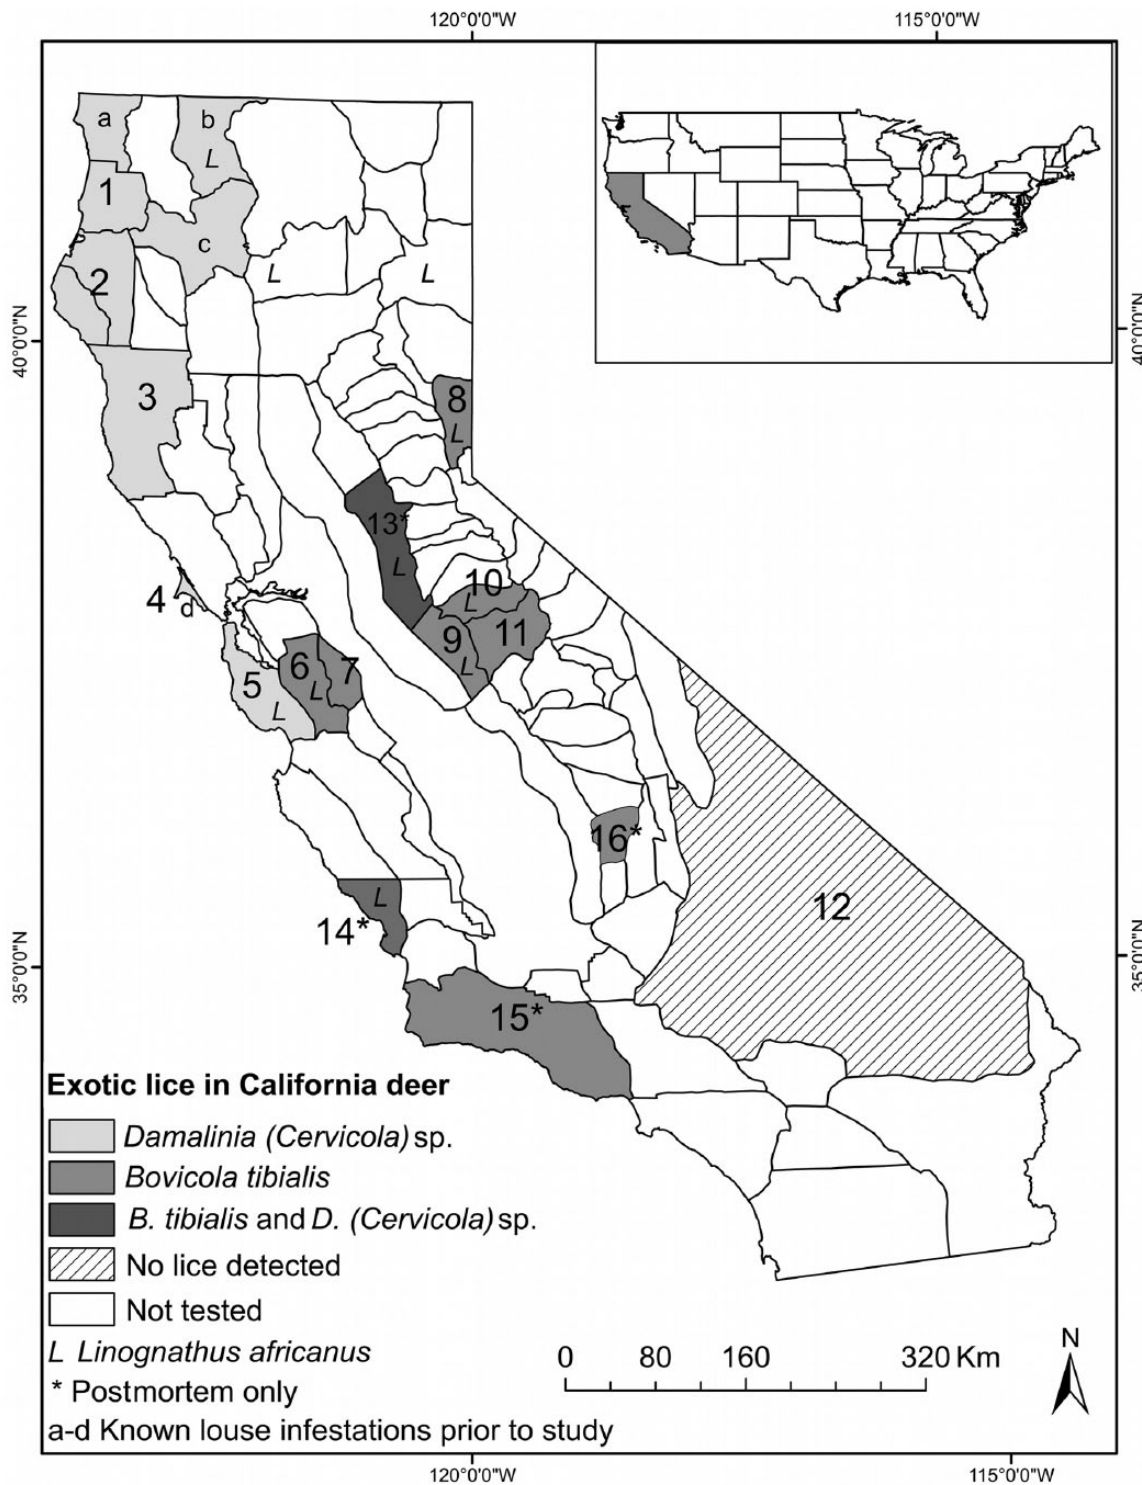 120°0'0"W 115°0'0"W
40°0'0"N
40°0'0"N
35°0'0"N
35°0'0"N
a
b
L
1
c
2
L
L
3
8
L
13*
L
4
d
10
L
9
L
11
5
L
6
L
7
16*
12
L
14*
15*
Exotic lice in California deer
Damalinia (Cervicola) sp.
Bovicola tibialis
B. tibialis and D. (Cervicola) sp.
No lice detected
Not tested
L Linognathus africanus
* Postmortem only
a-d Known louse infestations prior to study
0 80 160 320 Km
N
120°0'0"W 115°0'0"W